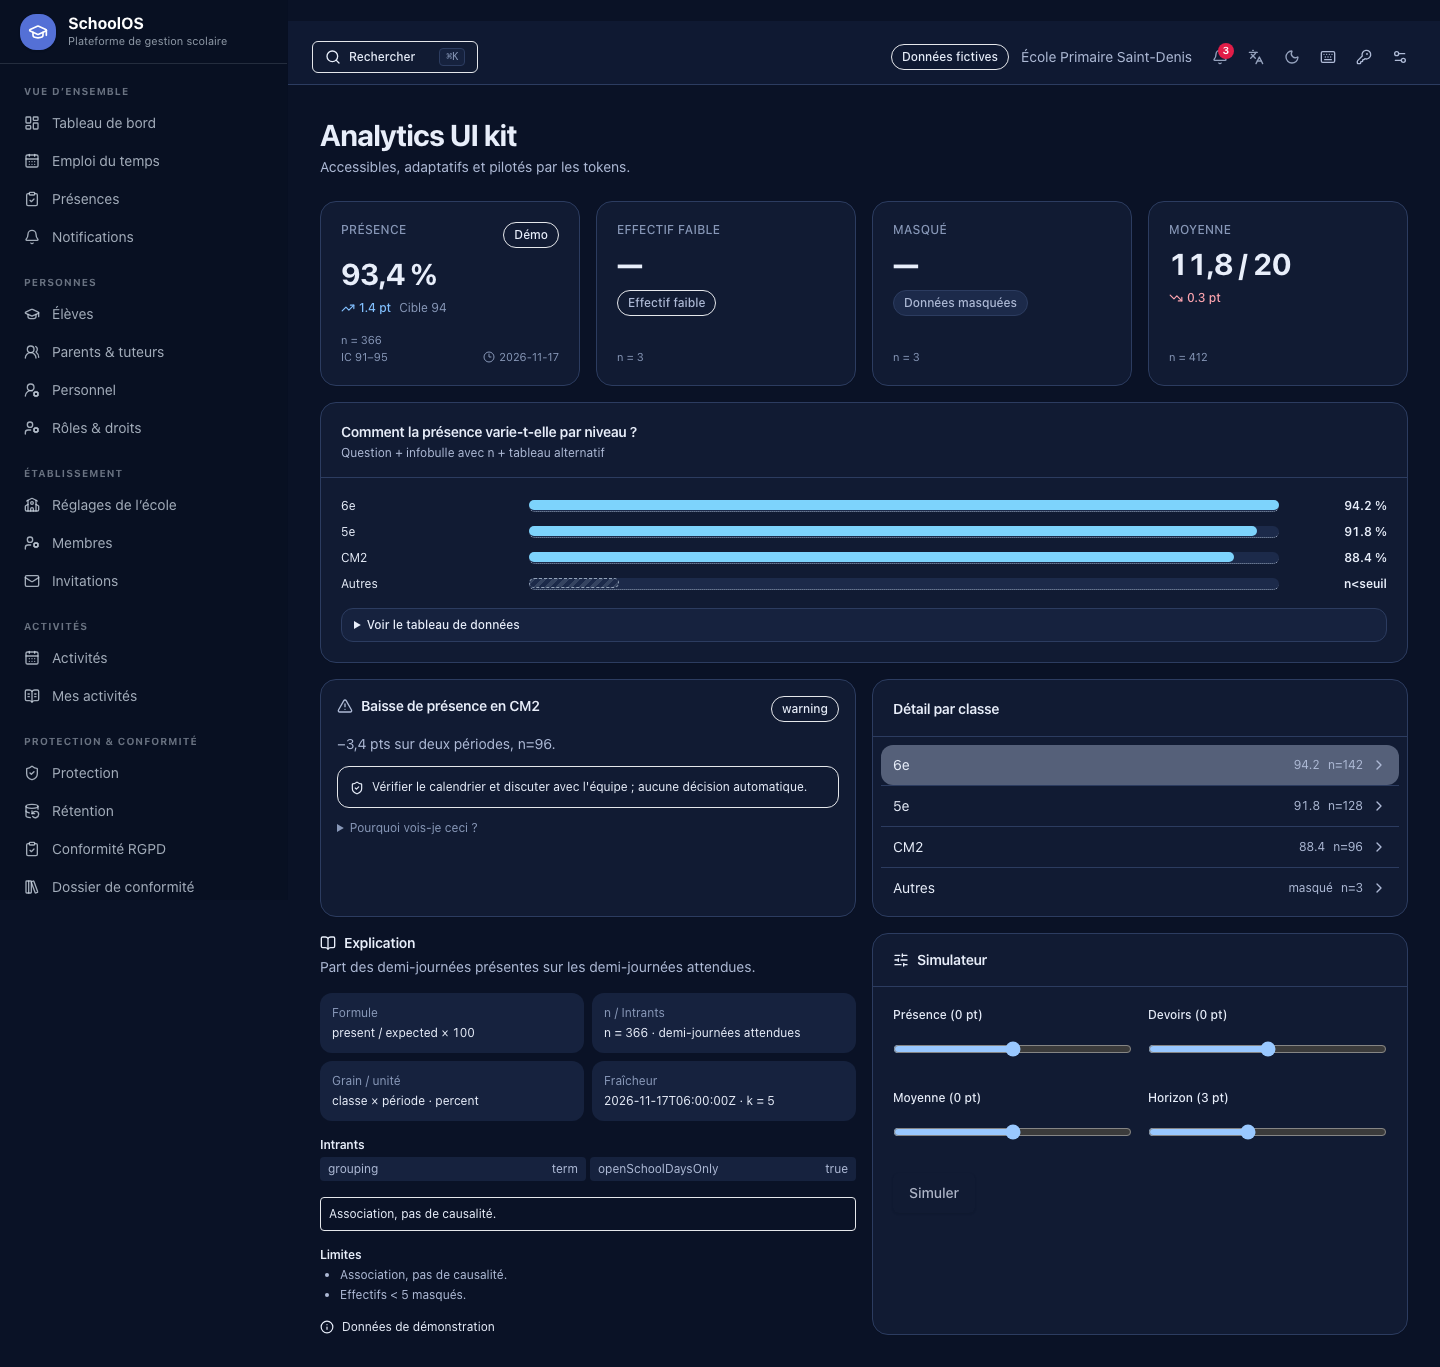 SchoolOS
Plateforme de gestion scolaire
VUE D'ENSEMBLE
Tableau de bord
Emploi du temps
Présences
Notifications
PERSONNES
Élèves
Parents & tuteurs
Personnel
Rôles & droits
ÉTABLISSEMENT
Réglages de l'école
Membres
Invitations
ACTIVITÉS
Activités
Mes activités
PROTECTION & CONFORMITÉ
Protection
Rétention
Conformité RGPD
Dossier de conformité
Rechercher ⌘K
Données fictives École Primaire Saint-Denis 3
Analytics UI kit
Accessibles, adaptatifs et pilotés par les tokens.
PRÉSENCE Démo
93,4 %
1.4 pt Cible 94
n = 366
IC 91–95 2026-11-17
EFFECTIF FAIBLE
—
Effectif faible
n = 3
MASQUÉ
—
Données masquées
n = 3
MOYENNE
11,8 / 20
0.3 pt
n = 412
Comment la présence varie-t-elle par niveau ?
Question + infobulle avec n + tableau alternatif
6e 94.2 %
5e 91.8 %
CM2 88.4 %
Autres n<seuil
Voir le tableau de données
Baisse de présence en CM2 warning
−3,4 pts sur deux périodes, n=96.
Vérifier le calendrier et discuter avec l'équipe ; aucune décision automatique.
Pourquoi vois-je ceci ?
Détail par classe
6e 94.2 n=142
5e 91.8 n=128
CM2 88.4 n=96
Autres masqué n=3
Explication
Part des demi-journées présentes sur les demi-journées attendues.
Formule
present / expected × 100
n / Intrants
n = 366 · demi-journées attendues
Grain / unité
classe × période · percent
Fraîcheur
2026-11-17T06:00:00Z · k = 5
Intrants
grouping term
openSchoolDaysOnly true
Association, pas de causalité.
Limites
• Association, pas de causalité.
• Effectifs < 5 masqués.
Données de démonstration
Simulateur
Présence (0 pt)
Devoirs (0 pt)
Moyenne (0 pt)
Horizon (3 pt)
Simuler